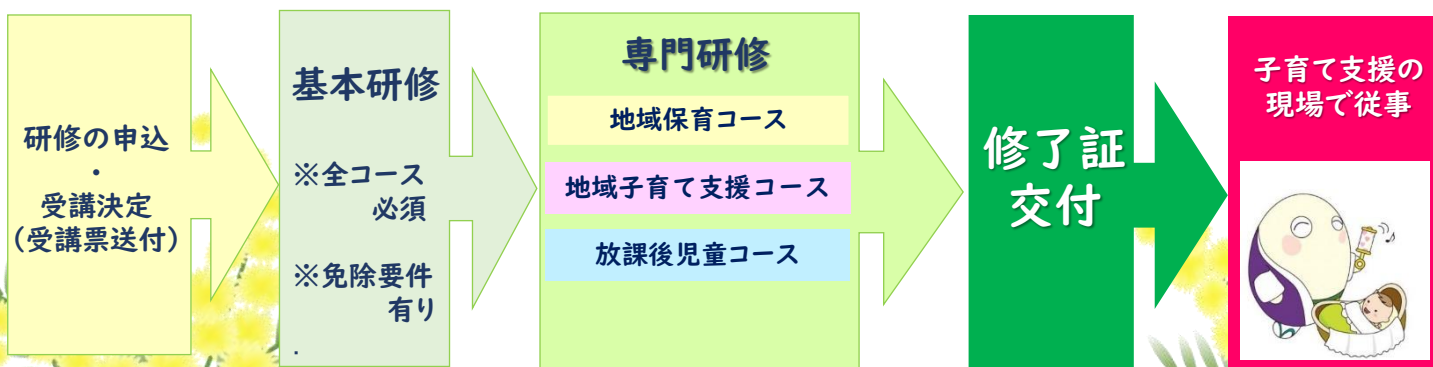 研修の申込
・
受講決定
（受講票送付）
基本研修
※全コース
必須
※免除要件
有り
.
専門研修
地域保育コース
地域子育て支援コース
放課後児童コース
修了証
交付
子育て支援の
現場で従事